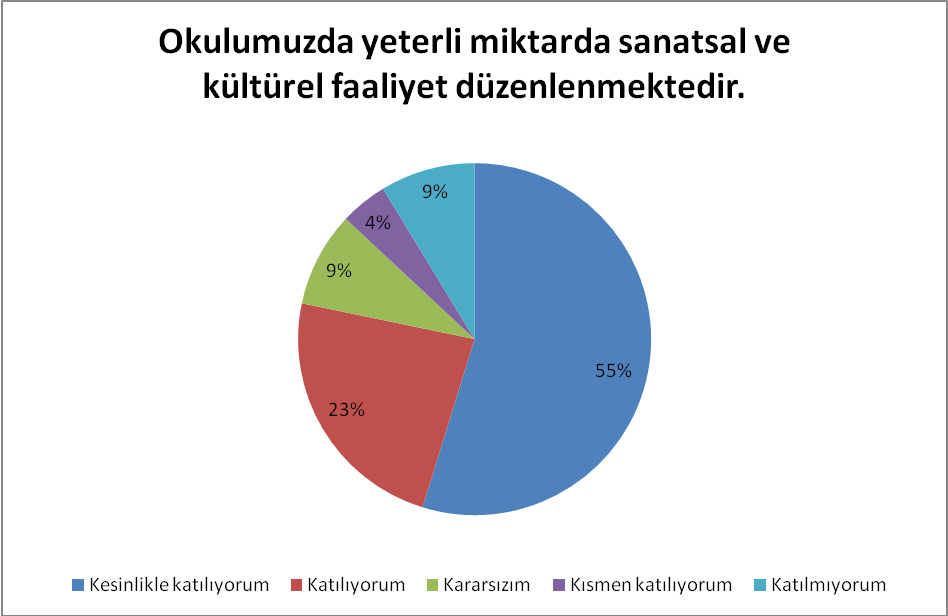 Okulumuzda yeterli miktarda sanatsal ve
kültürel faaliyet düzenlenmektedir.
9%
4%
9%
55%
23%
Kesinlikle katılıyorum Katılıyorum Kararsızım Kısmen katılıyorum Katılmıyorum